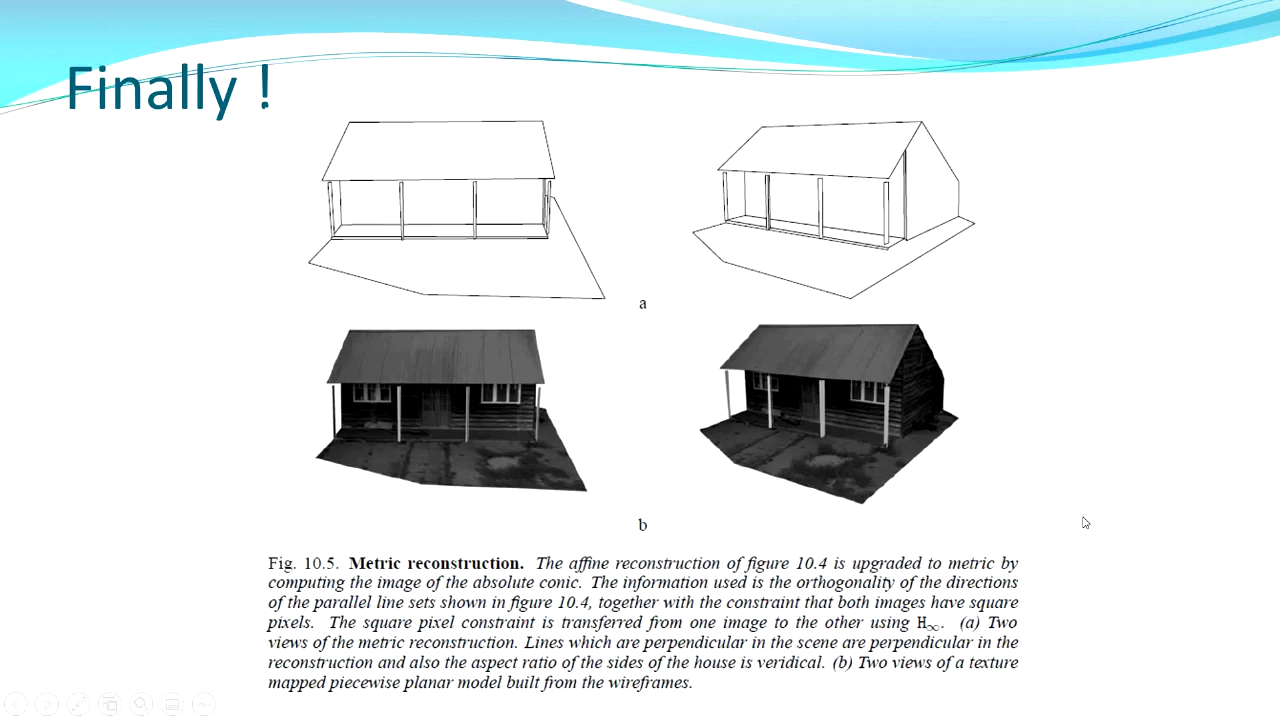 Finally !
a
b
Fig. 10.5. Metric reconstruction. The affine reconstruction of figure 10.4 is upgraded to metric by
computing the image of the absolute conic. The information used is the orthogonality of the directions
of the parallel line sets shown in figure 10.4, together with the constraint that both images have square
pixels. The square pixel constraint is transferred from one image to the other using H∞. (a) Two
views of the metric reconstruction. Lines which are perpendicular in the scene are perpendicular in the
reconstruction and also the aspect ratio of the sides of the house is veridical. (b) Two views of a texture
mapped piecewise planar model built from the wireframes.